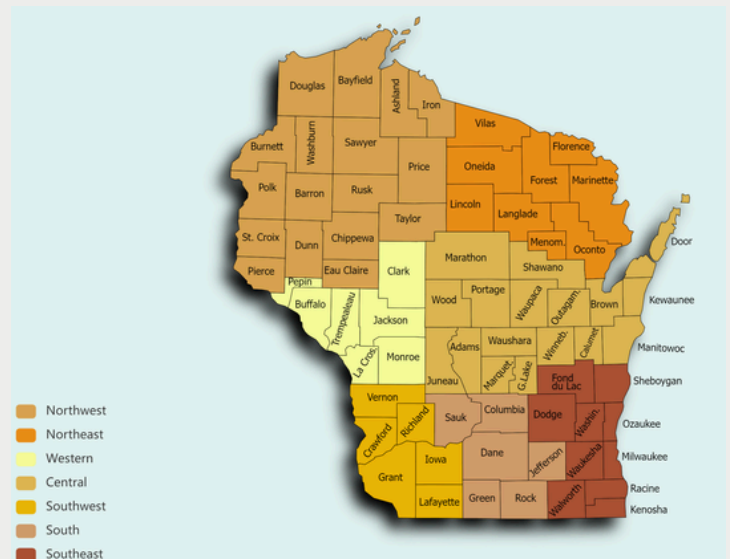 Douglas
Bayfield
Ashland
Iron
Vilas
Florence
Burnett
Washburn
Sawyer
Price
Oneida
Forest
Marinette
Polk
Barron
Rusk
Lincoln
Langlade
Taylor
St. Croix
Dunn
Chippewa
Menom.
Oconto
Door
Pierce
Eau Claire
Clark
Marathon
Shawano
Pepin
Buffalo
Trempealeau
Jackson
Wood
Portage
Waupaca
Outagam.
Brown
Kewaunee
La Cros.
Monroe
Adams
Waushara
Winneb.
Calumet
Manitowoc
Juneau
Marquet.
G.Lake
Fond
du Lac
Sheboygan
Vernon
Crawford
Richland
Sauk
Columbia
Dodge
Washin.
Ozaukee
Grant
Iowa
Dane
Jefferson
Waukesha
Milwaukee
Lafayette
Green
Rock
Walworth
Racine
Kenosha
Northwest
Northeast
Western
Central
Southwest
South
Southeast